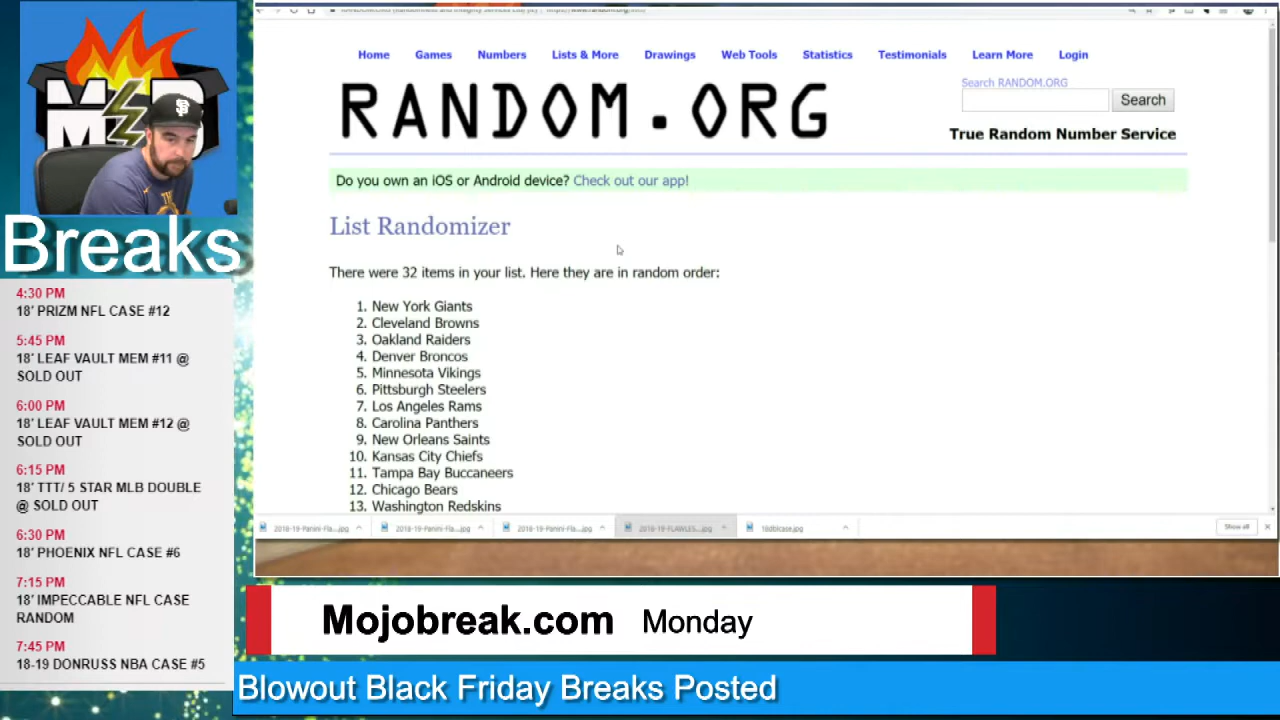 Home Games Numbers Lists & More Drawings Web Tools Statistics Testimonials Learn More Login
RANDOM.ORG
Search RANDOM.ORG
Search
True Random Number Service
Do you own an iOS or Android device? Check out our app!
List Randomizer
There were 32 items in your list. Here they are in random order:
1. New York Giants
2. Cleveland Browns
3. Oakland Raiders
4. Denver Broncos
5. Minnesota Vikings
6. Pittsburgh Steelers
7. Los Angeles Rams
8. Carolina Panthers
9. New Orleans Saints
10. Kansas City Chiefs
11. Tampa Bay Buccaneers
12. Chicago Bears
13. Washington Redskins
2018-19-Panini-Fla....jpg
2018-19-Panini-Fla....jpg
2018-19-Panini-Fla....jpg
2018-19-FLAWLES....jpg
Show all
Breaks
4:30 PM
18' PRIZM NFL CASE #12
5:45 PM
18' LEAF VAULT MEM #11 @
SOLD OUT
6:00 PM
18' LEAF VAULT MEM #12 @
SOLD OUT
6:15 PM
18' TTT/ 5 STAR MLB DOUBLE
@ SOLD OUT
6:30 PM
18' PHOENIX NFL CASE #6
7:15 PM
18' IMPECCABLE NFL CASE
RANDOM
7:45 PM
18-19 DONRUSS NBA CASE #5
Mojobreak.com Monday
Blowout Black Friday Breaks Posted